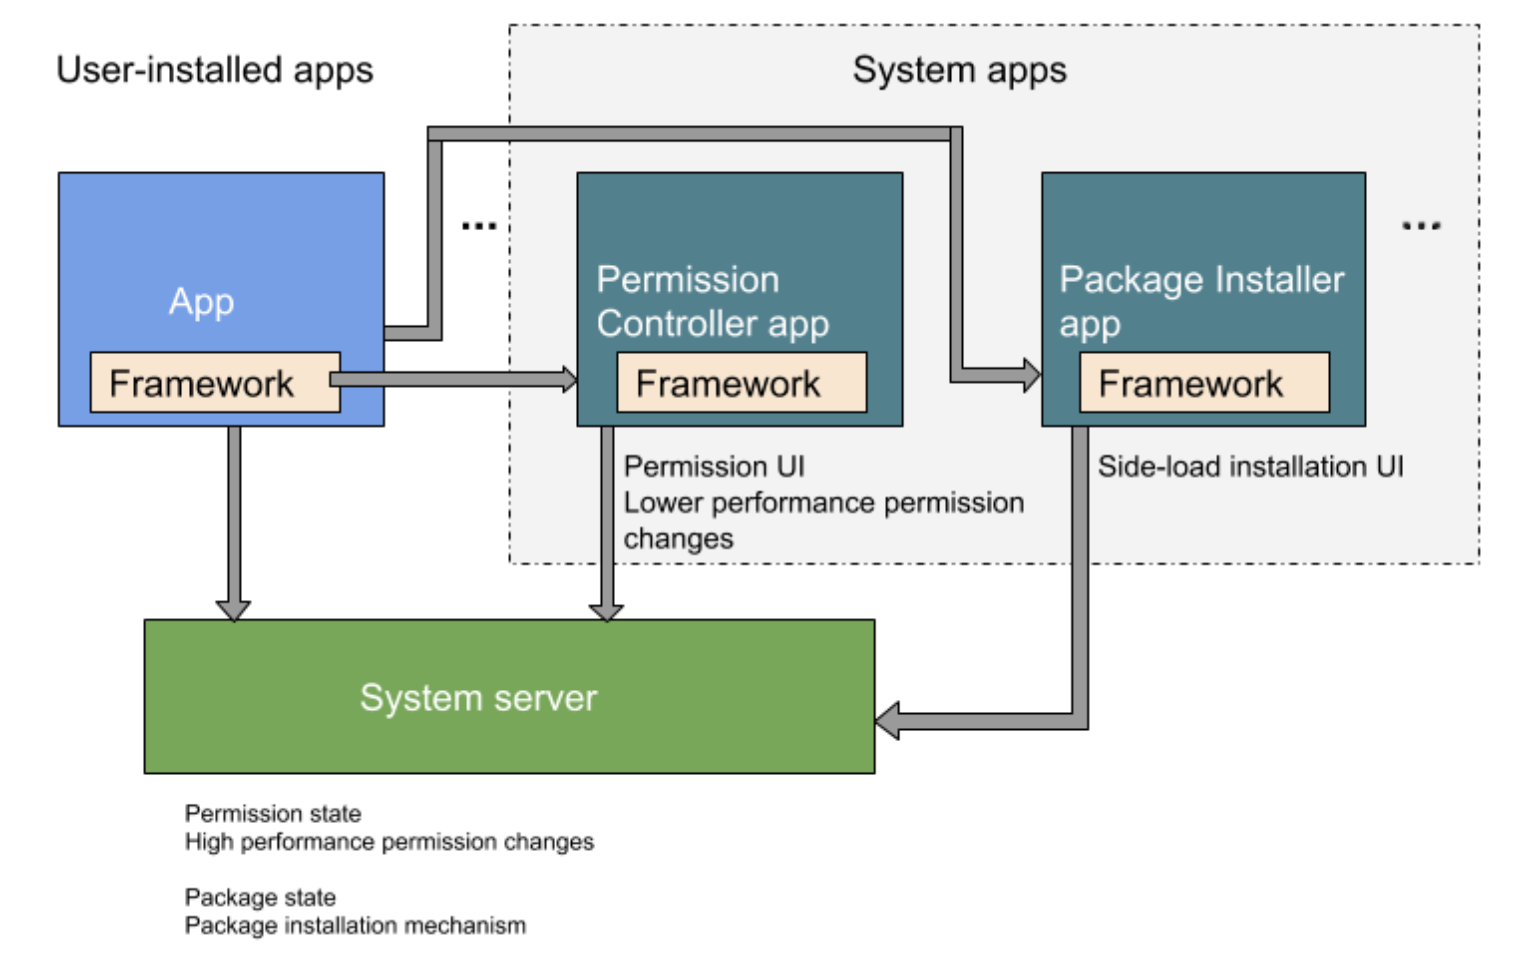 User-installed apps
System apps
...
...
App
Framework
Permission
Controller app
Framework
Package Installer
app
Framework
Permission UI
Lower performance permission
changes
Side-load installation UI
System server
Permission state
High performance permission changes
Package state
Package installation mechanism